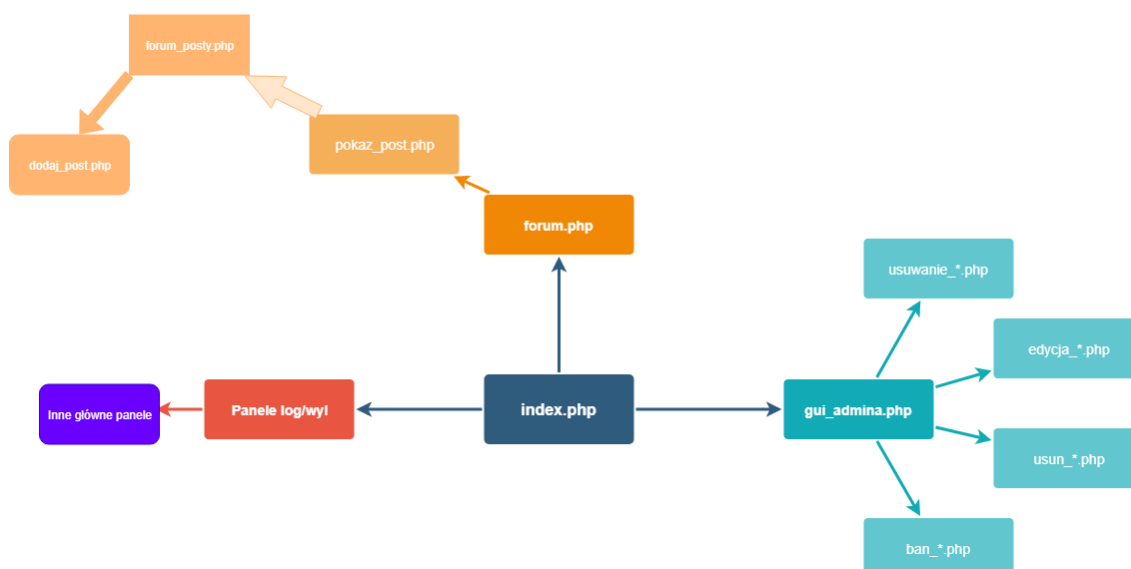 forum_posty.php
pokaz_post.php
dodaj_post.php
forum.php
usuwanie_*.php
edycja_*.php
Inne główne panele
Panele log/wyl
index.php
gui_admina.php
usun_*.php
ban_*.php